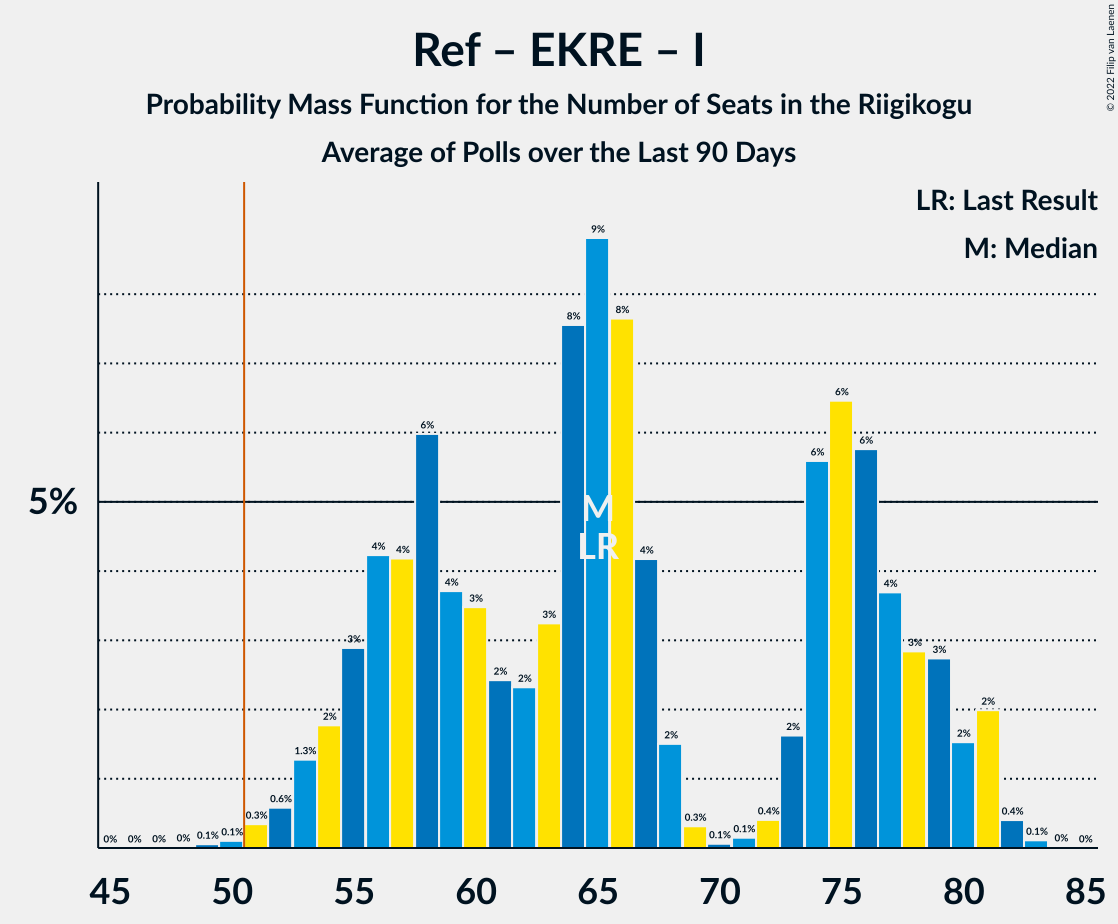 Ref – EKRE – I
Probability Mass Function for the Number of Seats in the Riigikogu
Average of Polls over the Last 90 Days
© 2022 Filip van Laenen
LR: Last Result
M: Median
5%
0% 0% 0% 0% 0.1% 0.1% 0.3% 0.6% 1.3% 2% 3% 4% 4% 6% 4% 3% 2% 2% 3% 8% 9% 8% 4% 2% 0.3% 0.1% 0.1% 0.4% 2% 6% 6% 6% 4% 3% 3% 2% 2% 0.4% 0.1% 0% 0%
M
LR
45 50 55 60 65 70 75 80 85